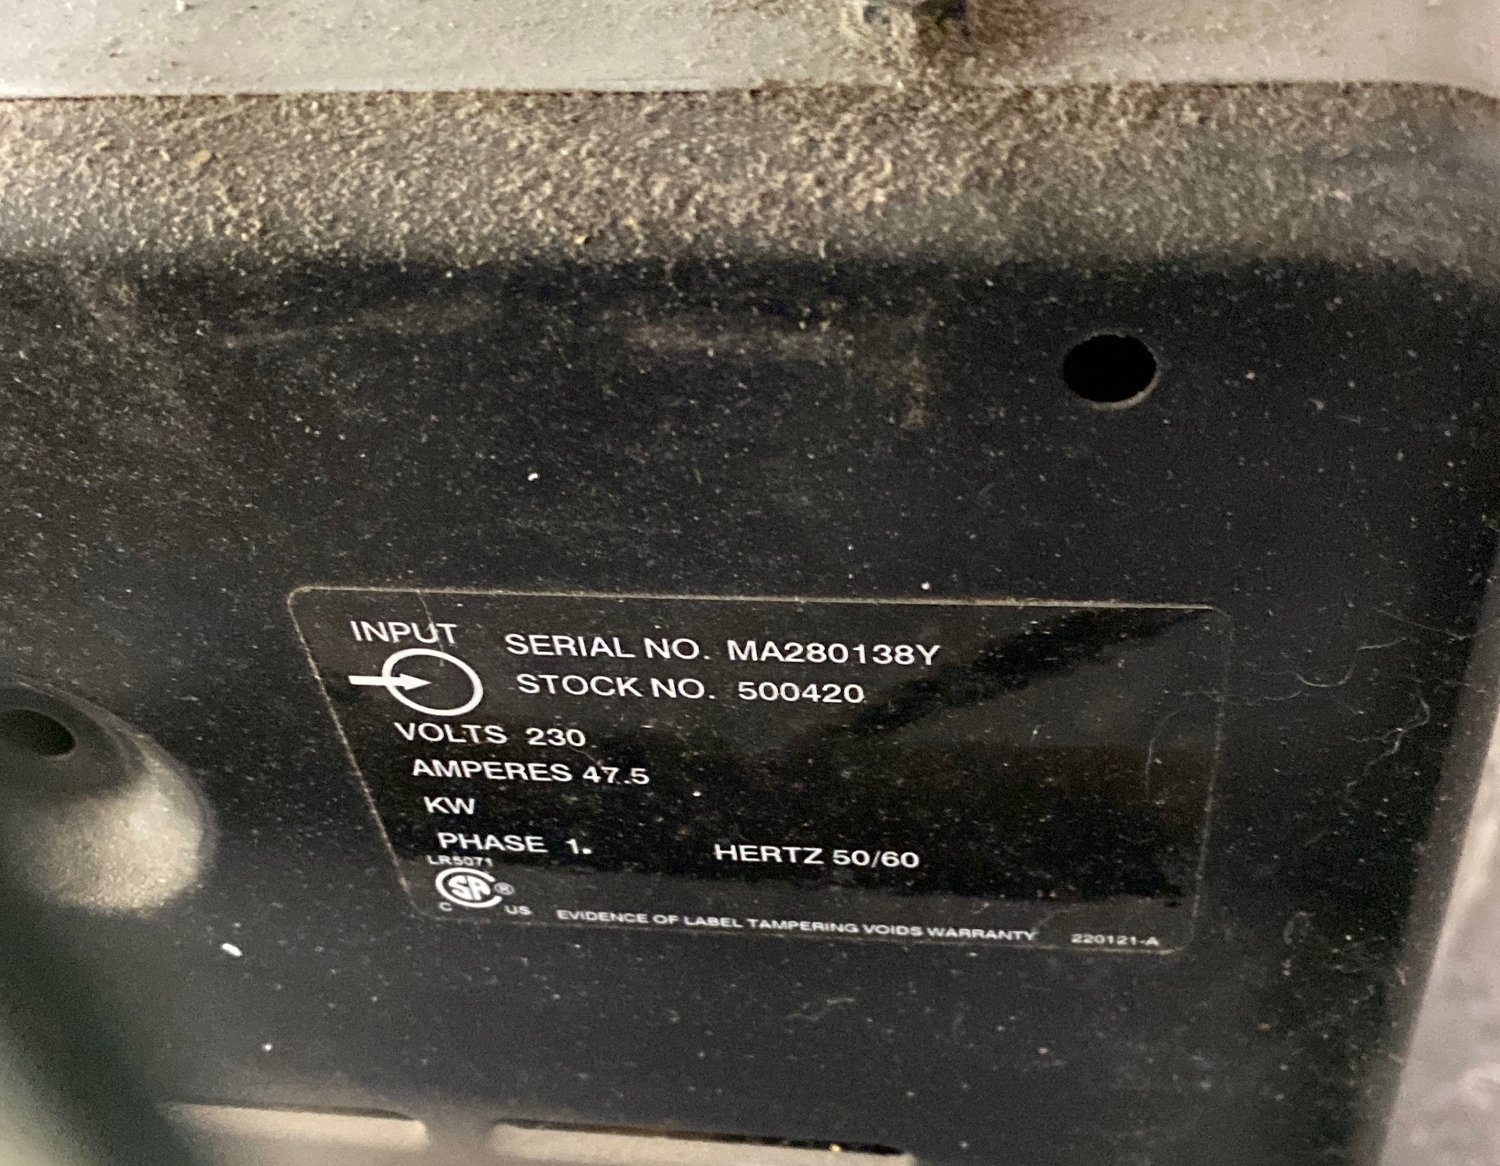 INPUT
SERIAL NO. MA280138Y
STOCK NO. 500420
VOLTS 230
AMPERES 47.5
KW
PHASE 1. HERTZ 50/60
LR5071
SA ®
C US
EVIDENCE OF LABEL TAMPERING VOIDS WARRANTY 220121-A